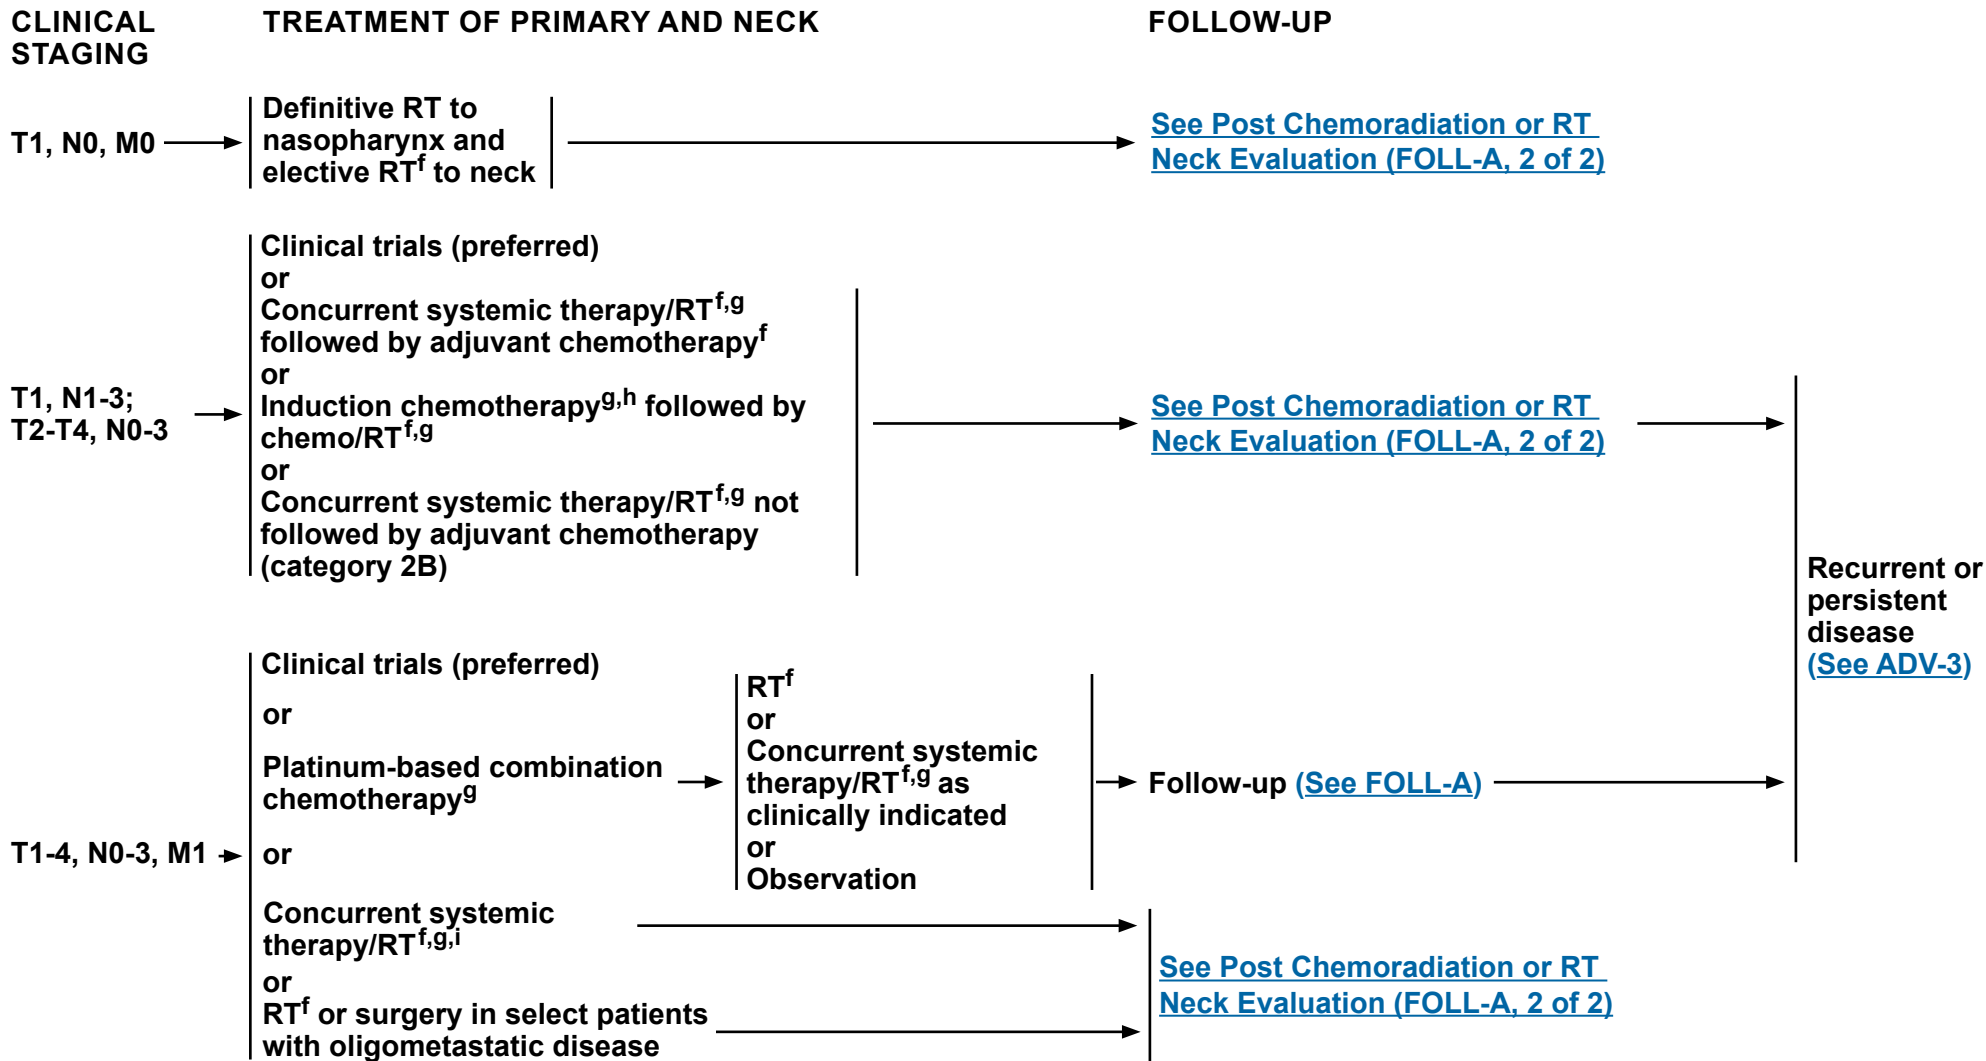 CLINICAL STAGING
TREATMENT OF PRIMARY AND NECK
FOLLOW-UP
T1, N0, M0
Definitive RT to
nasopharynx and
elective RTf to neck
See Post Chemoradiation or RT
Neck Evaluation (FOLL-A, 2 of 2)
T1, N1-3;
T2-T4, N0-3
Clinical trials (preferred)
or
Concurrent systemic therapy/RTf,g
followed by adjuvant chemotherapyf
or
Induction chemotherapyg,h followed by
chemo/RTf,g
or
Concurrent systemic therapy/RTf,g not
followed by adjuvant chemotherapy
(category 2B)
See Post Chemoradiation or RT
Neck Evaluation (FOLL-A, 2 of 2)
T1-4, N0-3, M1
Clinical trials (preferred)
or
Platinum-based combination
chemotherapyg
or
Concurrent systemic
therapy/RTf,g,i
or
RTf or surgery in select patients
with oligometastatic disease
RTf
or
Concurrent systemic
therapy/RTf,g as
clinically indicated
or
Observation
Follow-up (See FOLL-A)
See Post Chemoradiation or RT
Neck Evaluation (FOLL-A, 2 of 2)
Recurrent or
persistent
disease
(See ADV-3)